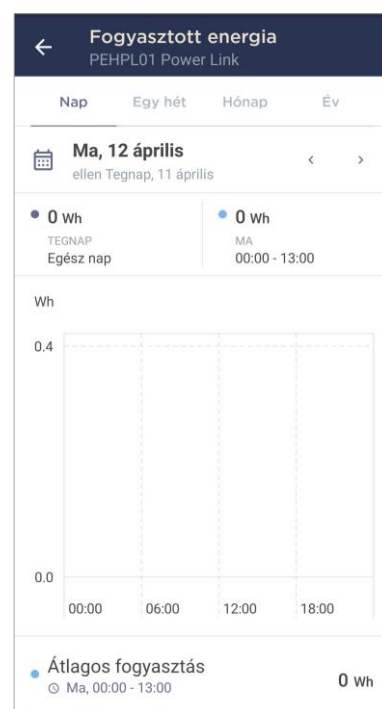 Fogyasztott energia
PEHPL01 Power Link
Nap Egy hét Hónap Év
Ma, 12 április
ellen Tegnap, 11 április
0 Wh 0 Wh
TEGNAP MA
Egész nap 00:00 - 13:00
Wh
0.4
0.0
00:00 06:00 12:00 18:00
Átlagos fogyasztás
Ma, 00:00 - 13:00 0 Wh